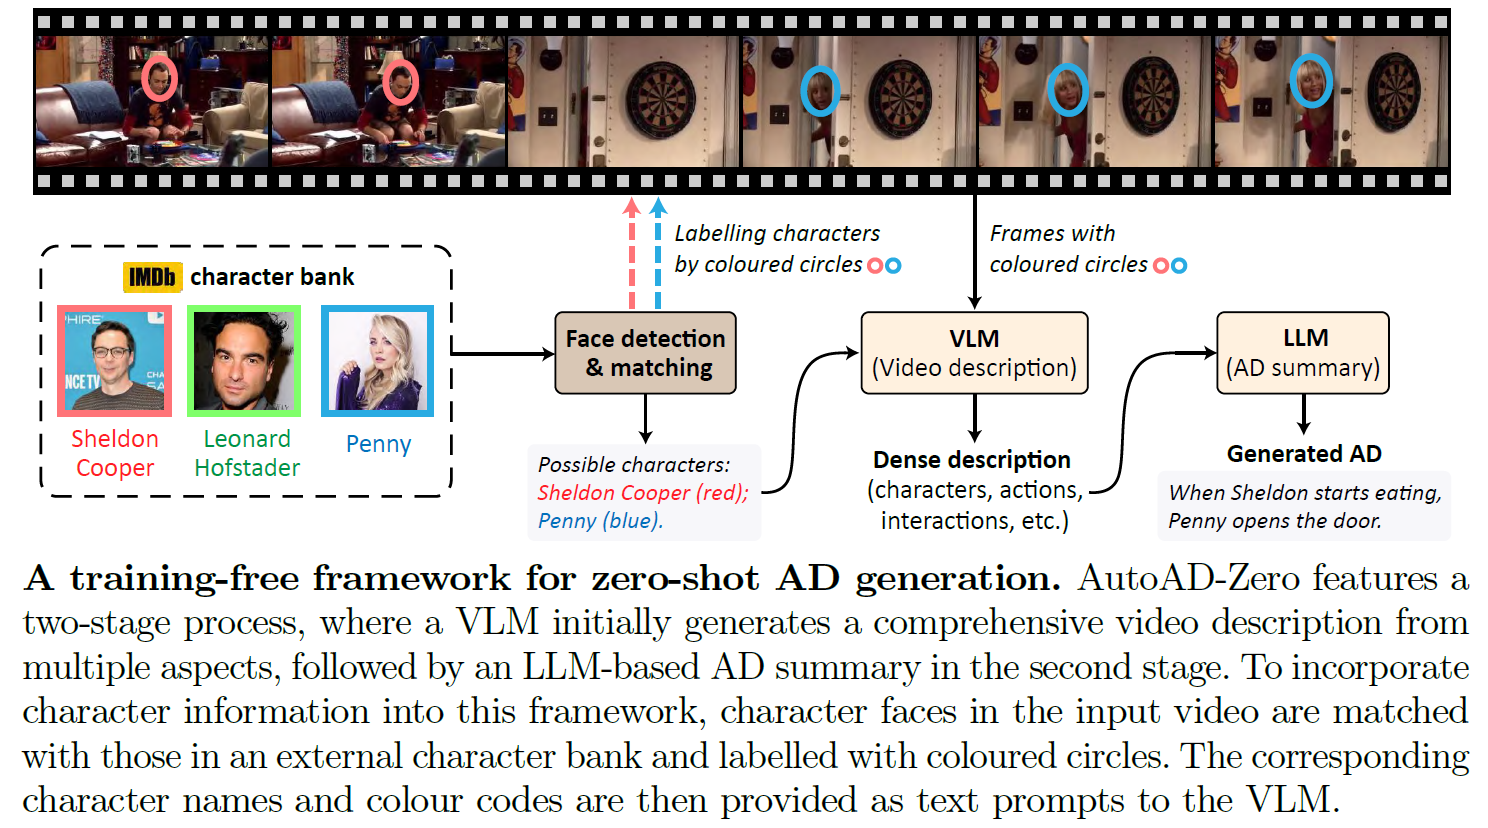 IMDb character bank
PHIRE
NCE TV
CHA
SA
Sheldon
Cooper
Leonard
Hofstader
Penny
Labelling characters
by coloured circles
Frames with
coloured circles
Face detection
& matching
VLM
(Video description)
LLM
(AD summary)
Possible characters:
Sheldon Cooper (red);
Penny (blue).
Dense description
(characters, actions,
interactions, etc.)
Generated AD
When Sheldon starts eating,
Penny opens the door.
A training-free framework for zero-shot AD generation. AutoAD-Zero features a
two-stage process, where a VLM initially generates a comprehensive video description from
multiple aspects, followed by an LLM-based AD summary in the second stage. To incorporate
character information into this framework, character faces in the input video are matched
with those in an external character bank and labelled with coloured circles. The corresponding
character names and colour codes are then provided as text prompts to the VLM.